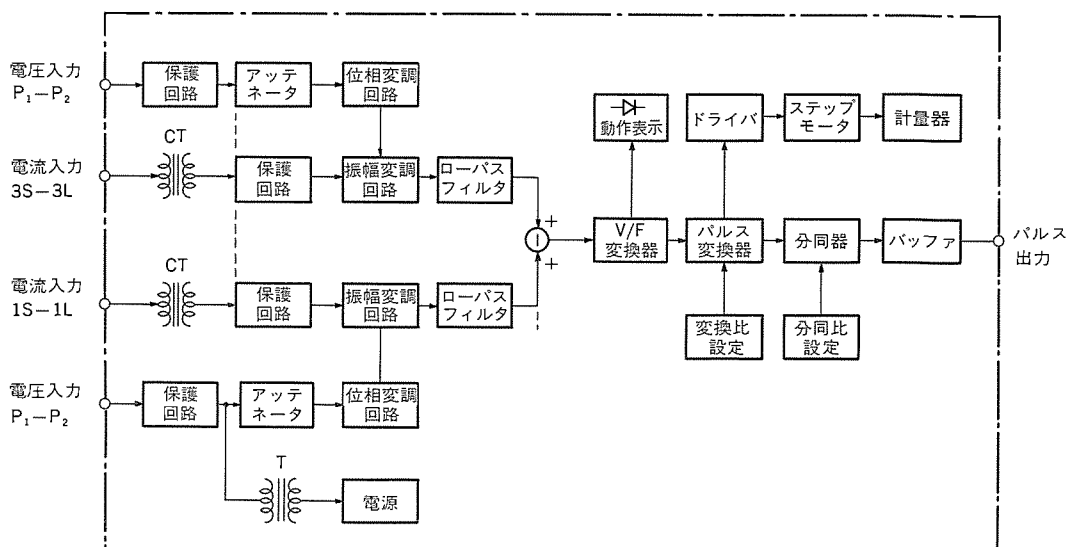 電圧入力
P₁−P₂
保護
回路
アッテ
ネータ
位相変調
回路
動作表示
ドライバ
ステップ
モータ
計量器
電流入力
3S−3L
CT
保護
回路
振幅変調
回路
ローパス
フィルタ
+
+
V/F
変換器
パルス
変換器
分同器
バッファ
パルス
出力
電流入力
1S−1L
CT
保護
回路
振幅変調
回路
ローパス
フィルタ
変換比
設定
分同比
設定
電圧入力
P₁−P₂
保護
回路
アッテ
ネータ
位相変調
回路
T
電源